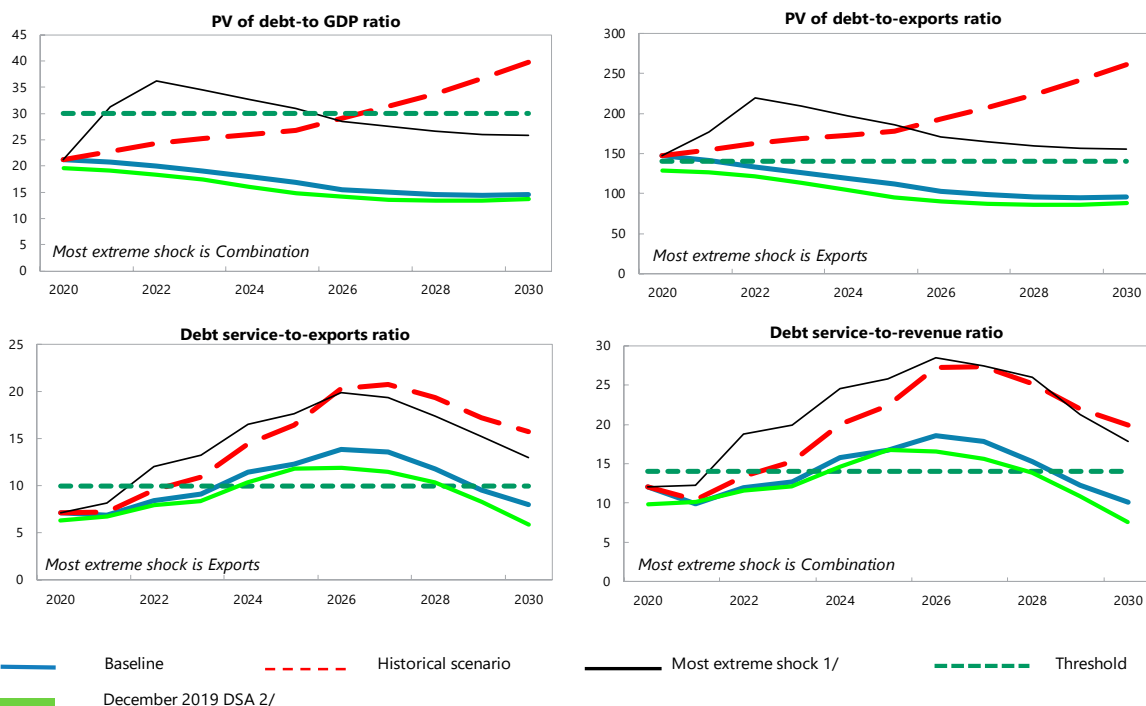 PV of debt-to GDP ratio
45
40
35
30
25
20
15
10
5
0
Most extreme shock is Combination
2020 2022 2024 2026 2028 2030
PV of debt-to-exports ratio
300
250
200
150
100
50
0
Most extreme shock is Exports
2020 2022 2024 2026 2028 2030
Debt service-to-exports ratio
25
20
15
10
5
0
Most extreme shock is Exports
2020 2022 2024 2026 2028 2030
Debt service-to-revenue ratio
30
25
20
15
10
5
0
Most extreme shock is Combination
2020 2022 2024 2026 2028 2030
Baseline Historical scenario Most extreme shock 1/ Threshold
December 2019 DSA 2/